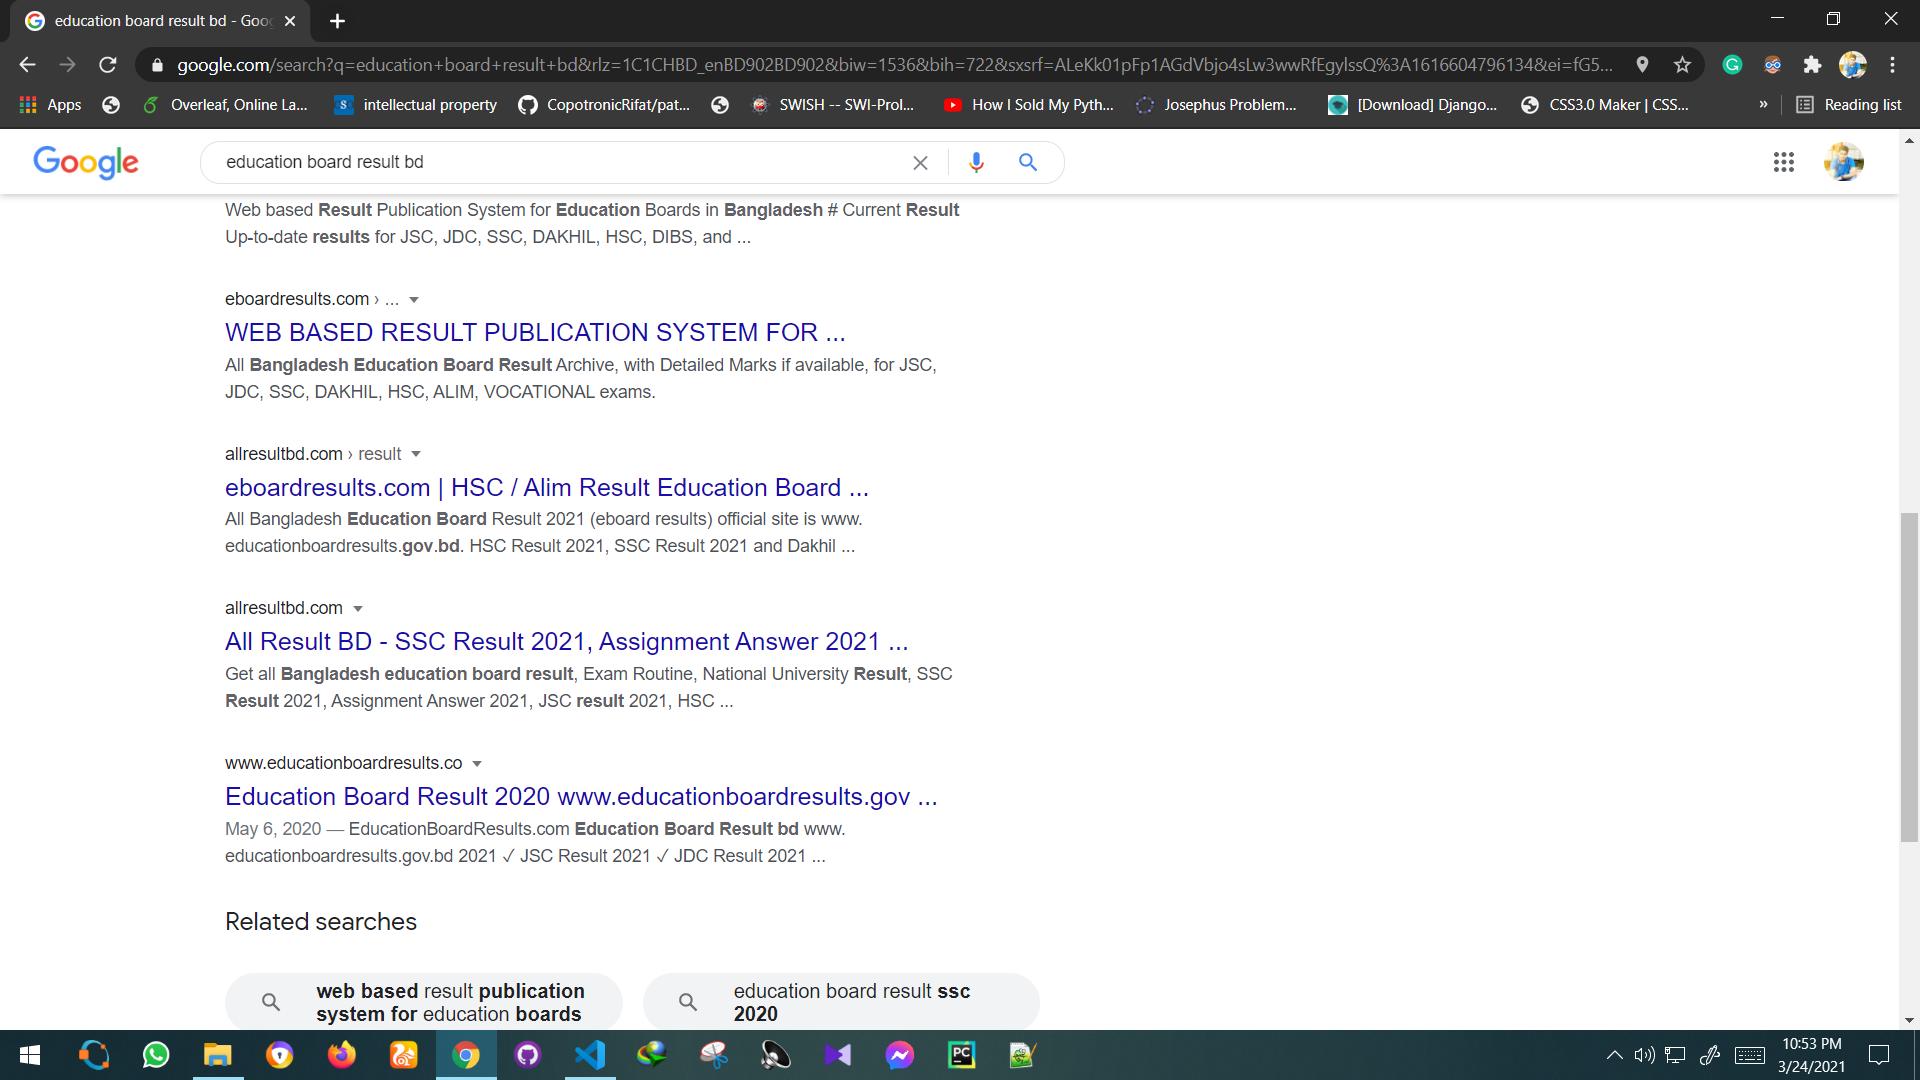 education board result bd - Goo
google.com/search?q=education+board+result+bd&rlz=1C1CHBD_enBD902BD902&biw=1536&bih=722&sxsrf=ALeKk01pFp1AGdVbjo4sLw3wwRfEgylssQ%3A1616604796134&ei=fG5...
Apps
Overleaf, Online La...
intellectual property
CopotronicRifat/pat...
SWISH -- SWI-Prol...
How I Sold My Pyth...
Josephus Problem...
[Download] Django...
CSS3.0 Maker | CSS...
»
Reading list
Google
education board result bd
Web based Result Publication System for Education Boards in Bangladesh # Current Result
Up-to-date results for JSC, JDC, SSC, DAKHIL, HSC, DIBS, and ...
eboardresults.com › ...
WEB BASED RESULT PUBLICATION SYSTEM FOR ...
All Bangladesh Education Board Result Archive, with Detailed Marks if available, for JSC,
JDC, SSC, DAKHIL, HSC, ALIM, VOCATIONAL exams.
allresultbd.com › result
eboardresults.com | HSC / Alim Result Education Board ...
All Bangladesh Education Board Result 2021 (eboard results) official site is www.
educationboardresults.gov.bd. HSC Result 2021, SSC Result 2021 and Dakhil ...
allresultbd.com
All Result BD - SSC Result 2021, Assignment Answer 2021 ...
Get all Bangladesh education board result, Exam Routine, National University Result, SSC
Result 2021, Assignment Answer 2021, JSC result 2021, HSC ...
www.educationboardresults.co
Education Board Result 2020 www.educationboardresults.gov ...
May 6, 2020 — EducationBoardResults.com Education Board Result bd www.
educationboardresults.gov.bd 2021 ✓ JSC Result 2021 ✓ JDC Result 2021 ...
Related searches
web based result publication
system for education boards
education board result ssc
2020
PC
10:53 PM
3/24/2021